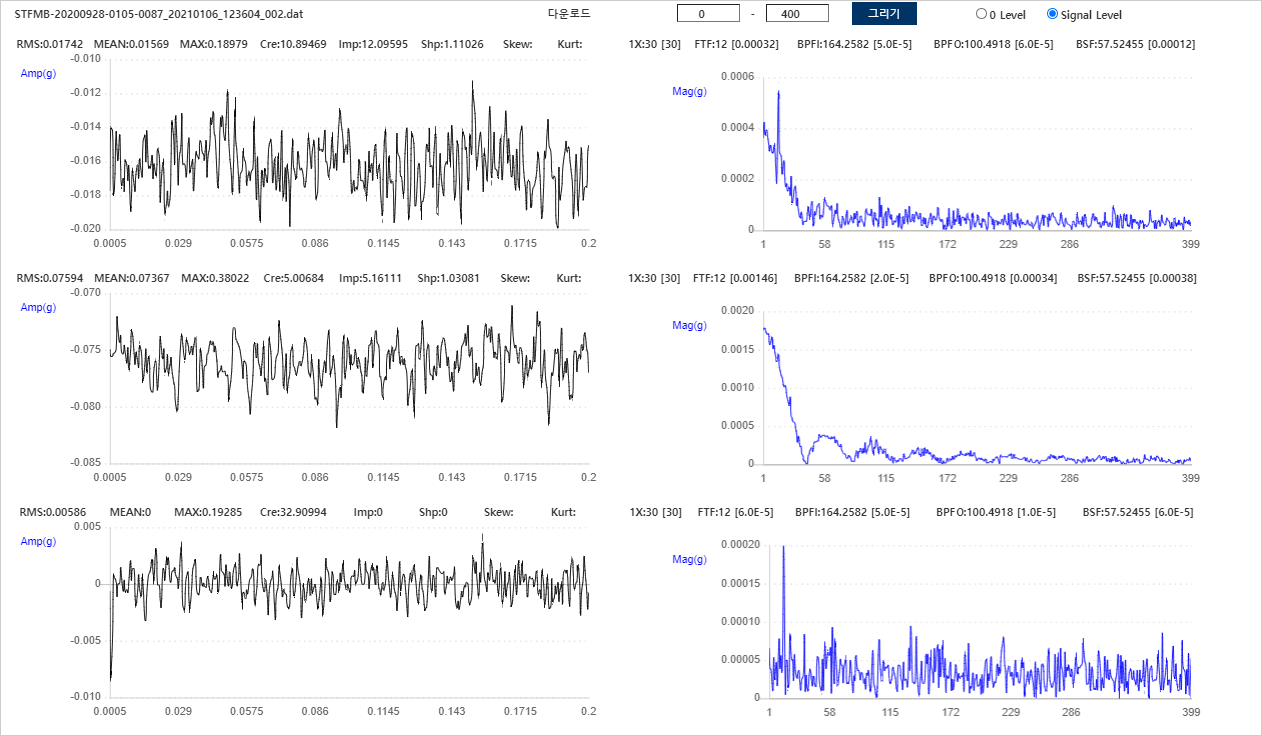 STFMB-20200928-0105-0087_20210106_123604_002.dat 다운로드 0 - 400 그리기 0 Level Signal Level
RMS:0.01742 MEAN:0.01569 MAX:0.18979 Cre:10.89469 Imp:12.09595 Shp:1.11026 Skew: Kurt:
Amp(g)
-0.010
-0.012
-0.014
-0.016
-0.018
-0.020
0.0005 0.029 0.0575 0.086 0.1145 0.143 0.1715 0.2
1X:30 [30] FTF:12 [0.00032] BPFI:164.2582 [5.0E-5] BPFO:100.4918 [6.0E-5] BSF:57.52455 [0.00012]
Mag(g)
0.0006
0.0004
0.0002
0
1 58 115 172 229 286 399
RMS:0.07594 MEAN:0.07367 MAX:0.38022 Cre:5.00684 Imp:5.16111 Shp:1.03081 Skew: Kurt:
Amp(g)
-0.070
-0.075
-0.080
-0.085
0.0005 0.029 0.0575 0.086 0.1145 0.143 0.1715 0.2
1X:30 [30] FTF:12 [0.00146] BPFI:164.2582 [2.0E-5] BPFO:100.4918 [0.00034] BSF:57.52455 [0.00038]
Mag(g)
0.0020
0.0015
0.0010
0.0005
0
1 58 115 172 229 286 399
RMS:0.00586 MEAN:0 MAX:0.19285 Cre:32.90994 Imp:0 Shp:0 Skew: Kurt:
Amp(g)
0.005
0
-0.005
-0.010
0.0005 0.029 0.0575 0.086 0.1145 0.143 0.1715 0.2
1X:30 [30] FTF:12 [6.0E-5] BPFI:164.2582 [5.0E-5] BPFO:100.4918 [1.0E-5] BSF:57.52455 [6.0E-5]
Mag(g)
0.00020
0.00015
0.00010
0.00005
0
1 58 115 172 229 286 399